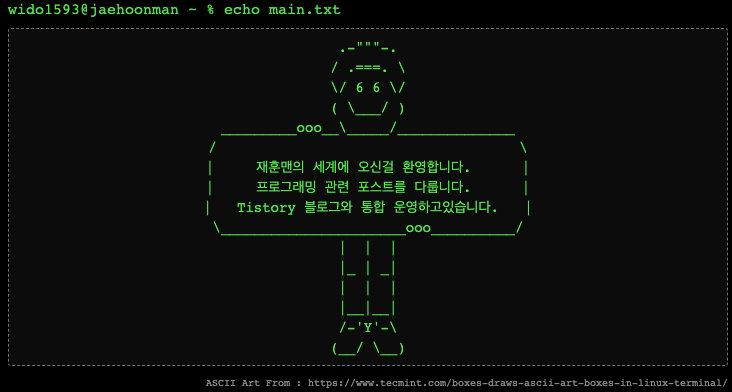 wido1593@jaehoonman ~ % echo main.txt
.-"""-.
/ .===. \
\/ 6 6 \/
( \___/ )
_________ooo__\_____/______________
/ \
| 재훈맨의 세계에 오신걸 환영합니다. |
| 프로그래밍 관련 포스트를 다룹니다. |
| Tistory 블로그와 통합 운영하고있습니다. |
\______________________ooo__________/
| | |
|_ | _|
| | |
|__|__|
/-'Y'-\
(__/ \__)
ASCII Art From : https://www.tecmint.com/boxes-draws-ascii-art-boxes-in-linux-terminal/